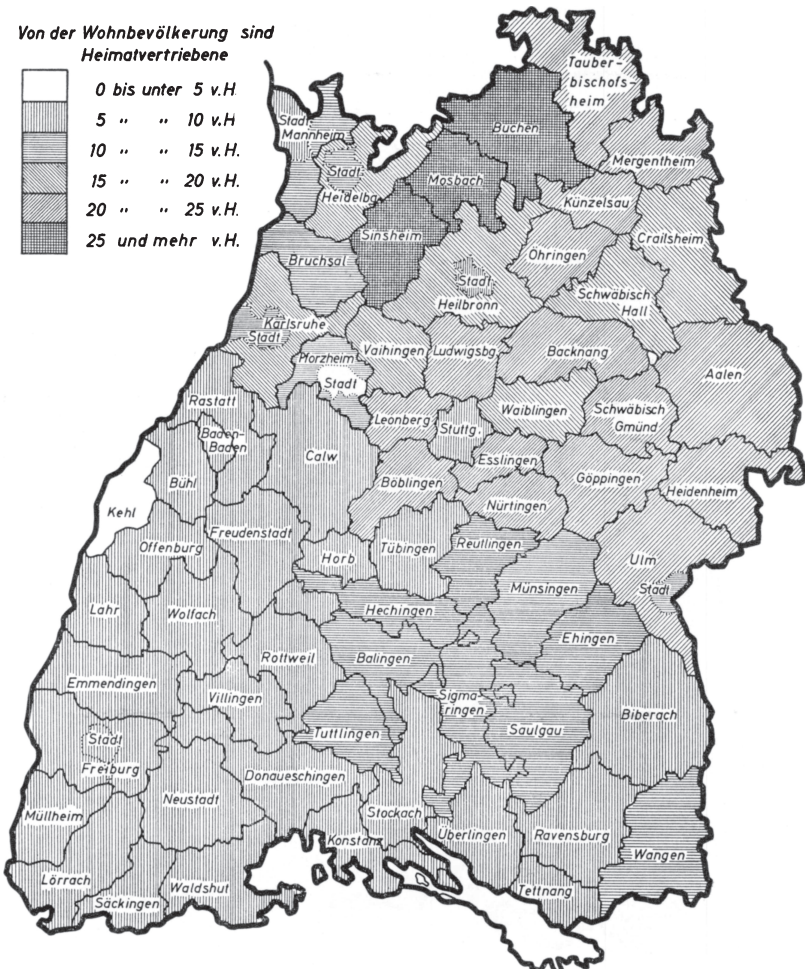 Von der Wohnbevölkerung sind
Heimatvertriebene
0 bis unter 5 v.H
5 " " 10 v.H
10 " " 15 v.H.
15 " " 20 v.H.
20 " " 25 v.H.
25 und mehr v.H.
Tauber-
bischofs-
heim
Stadt
Mannheim
Buchen
Mergentheim
Stadt
Heidelbg.
Mosbach
Künzelsau
Sinsheim
Crailsheim
Bruchsal
Öhringen
Stadt
Heilbronn
Schwäbisch
Hall
Karlsruhe
Stadt
Pforzheim
Stadt
Vaihingen
Ludwigsbg.
Backnang
Aalen
Rastatt
Baden-
Baden
Leonberg
Stuttg.
Waiblingen
Schwäbisch
Gmünd
Calw
Bühl
Esslingen
Böblingen
Göppingen
Heidenheim
Kehl
Nürtingen
Freudenstadt
Offenburg
Horb
Tübingen
Reutlingen
Ulm
Stadt
Münsingen
Lahr
Wolfach
Hechingen
Ehingen
Rottweil
Balingen
Emmendingen
Villingen
Sigma-
ringen
Biberach
Tuttlingen
Saulgau
Stadt
Freiburg
Donaueschingen
Neustadt
Stockach
Müllheim
Konstanz
Überlingen
Ravensburg
Wangen
Lörrach
Säckingen
Waldshut
Tettnang